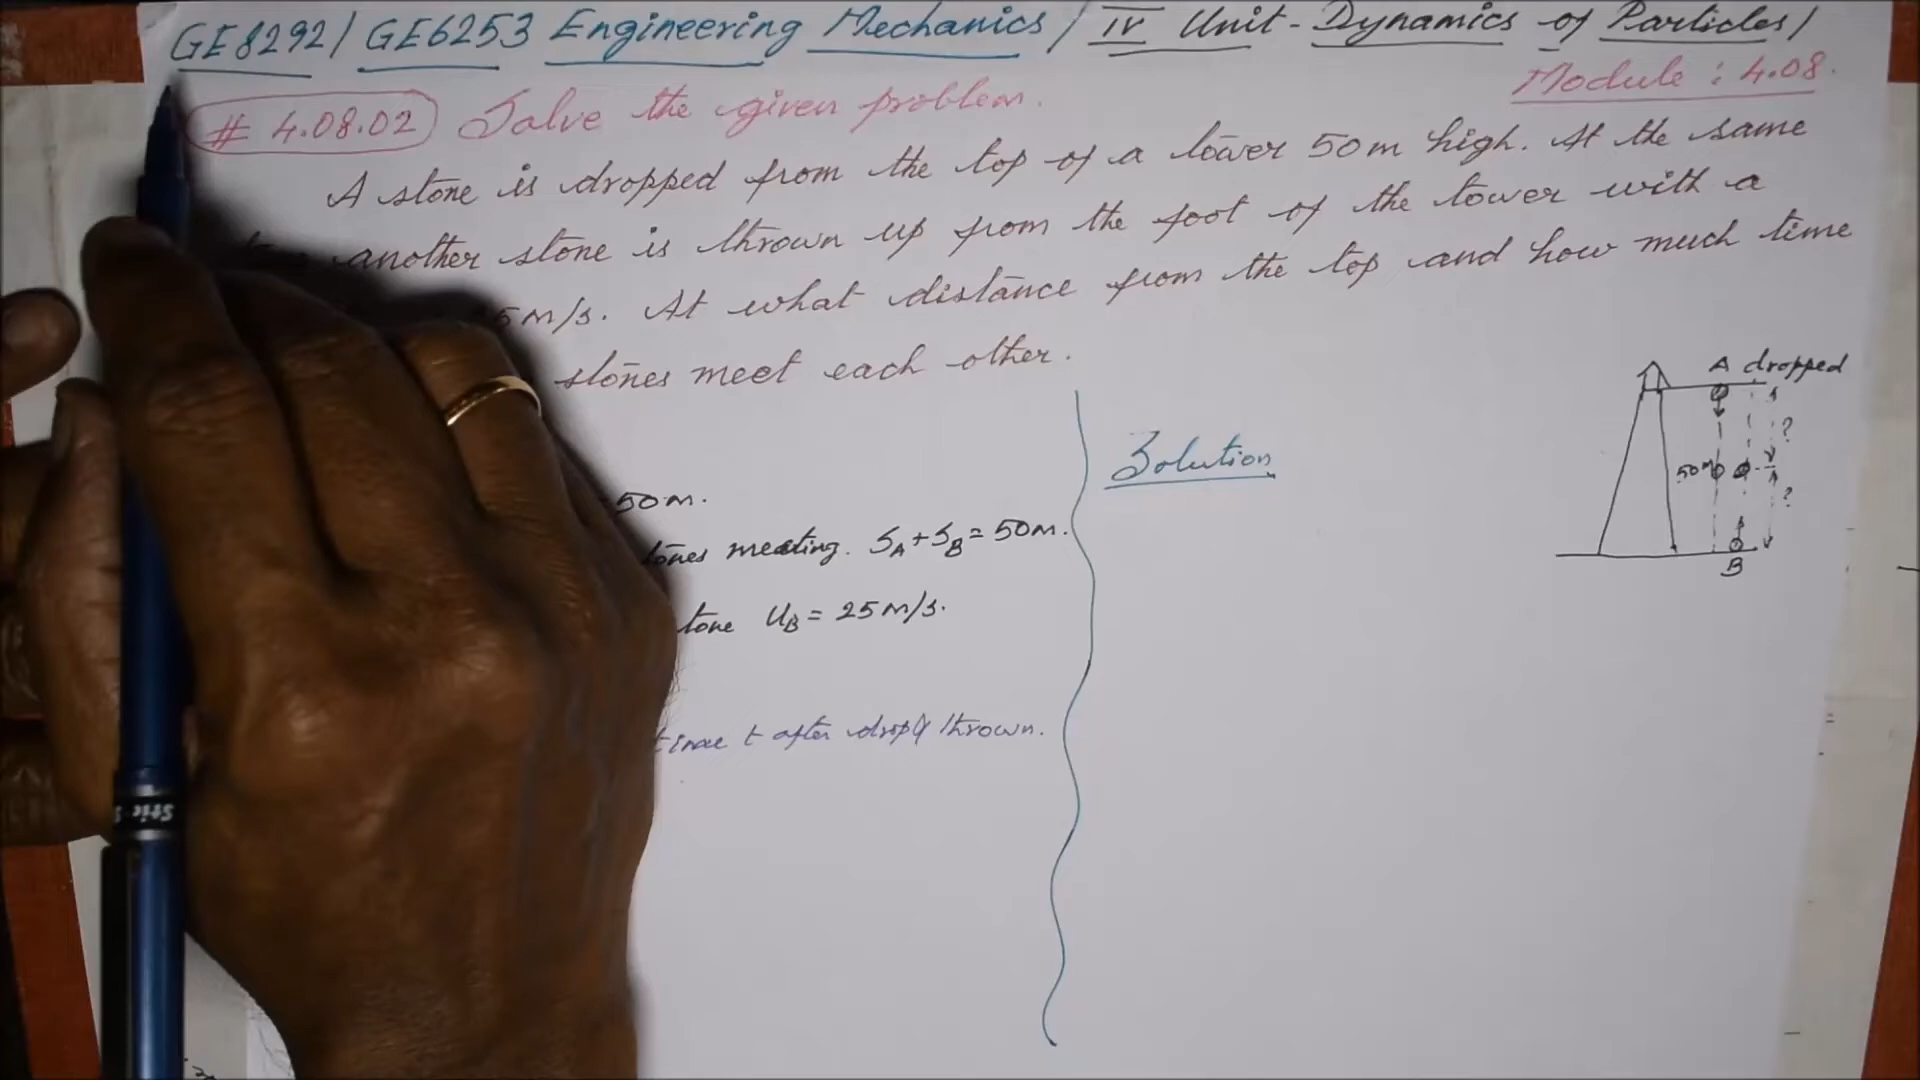 GE8292/ GE6253 Engineering Mechanics/ IV Unit - Dynamics of Particles/
Module : 4.08.
# 4.08.02 Solve the given problem.
A stone is dropped from the top of a tower 50m high. At the same
another stone is thrown up from the foot of the tower with a
5m/s. At what distance from the top and how much time
stones meet each other.
A dropped
Solution
?
50m
50m.
?
stones meeting. SA+SB = 50m.
B
stone UB = 25m/s.
time t after drop & thrown.